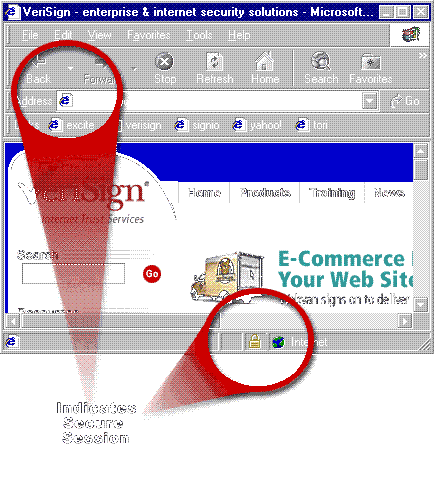 VeriSign - enterprise & internet security solutions - Microsoft...
File Edit View Favorites Tools Help
Back Forward Stop Refresh Home Search Favorites »
Address Go
excite verisign signio yahoo! tori
VeriSign®
Internet Trust Services
Home Products Training News
Search
Go
E-Commerce
Your Web Site
signs on to deliver
Internet
Indicates
Secure
Session